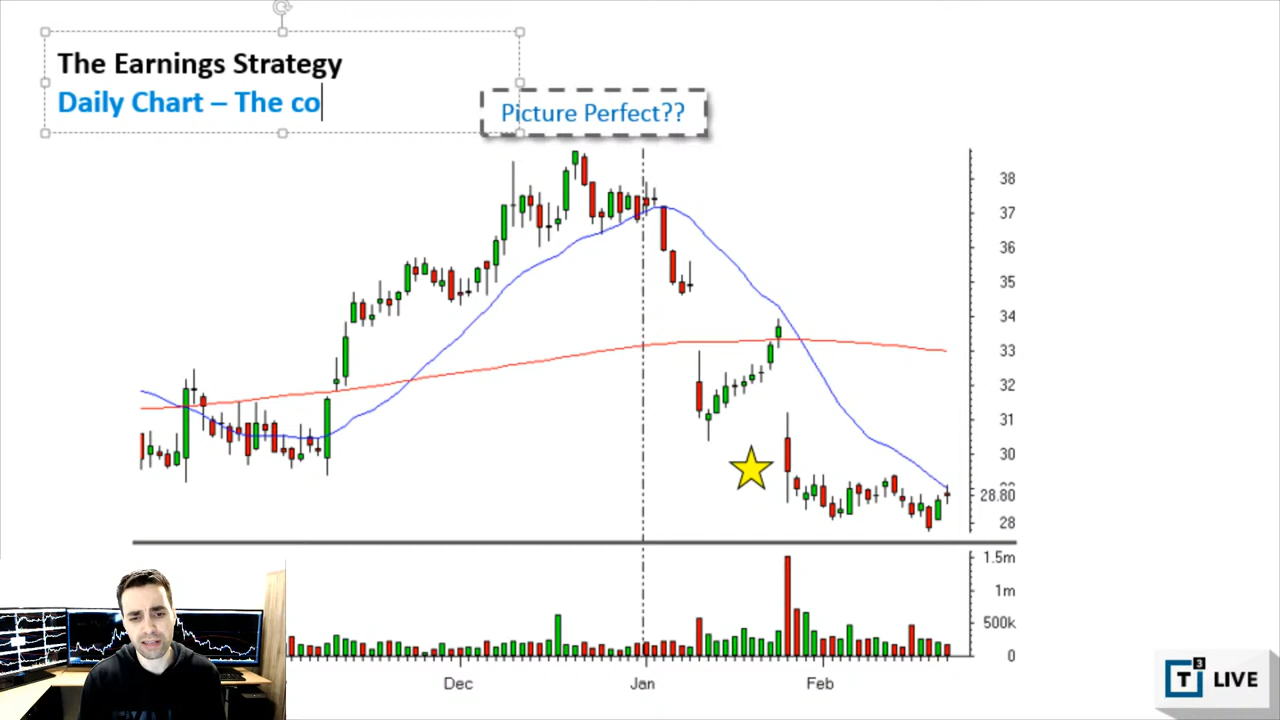 The Earnings Strategy
Daily Chart – The co
Picture Perfect??
38
37
36
35
34
33
32
31
30
28.80
28
1.5m
1m
500k
0
Dec
Jan
Feb
T3 LIVE